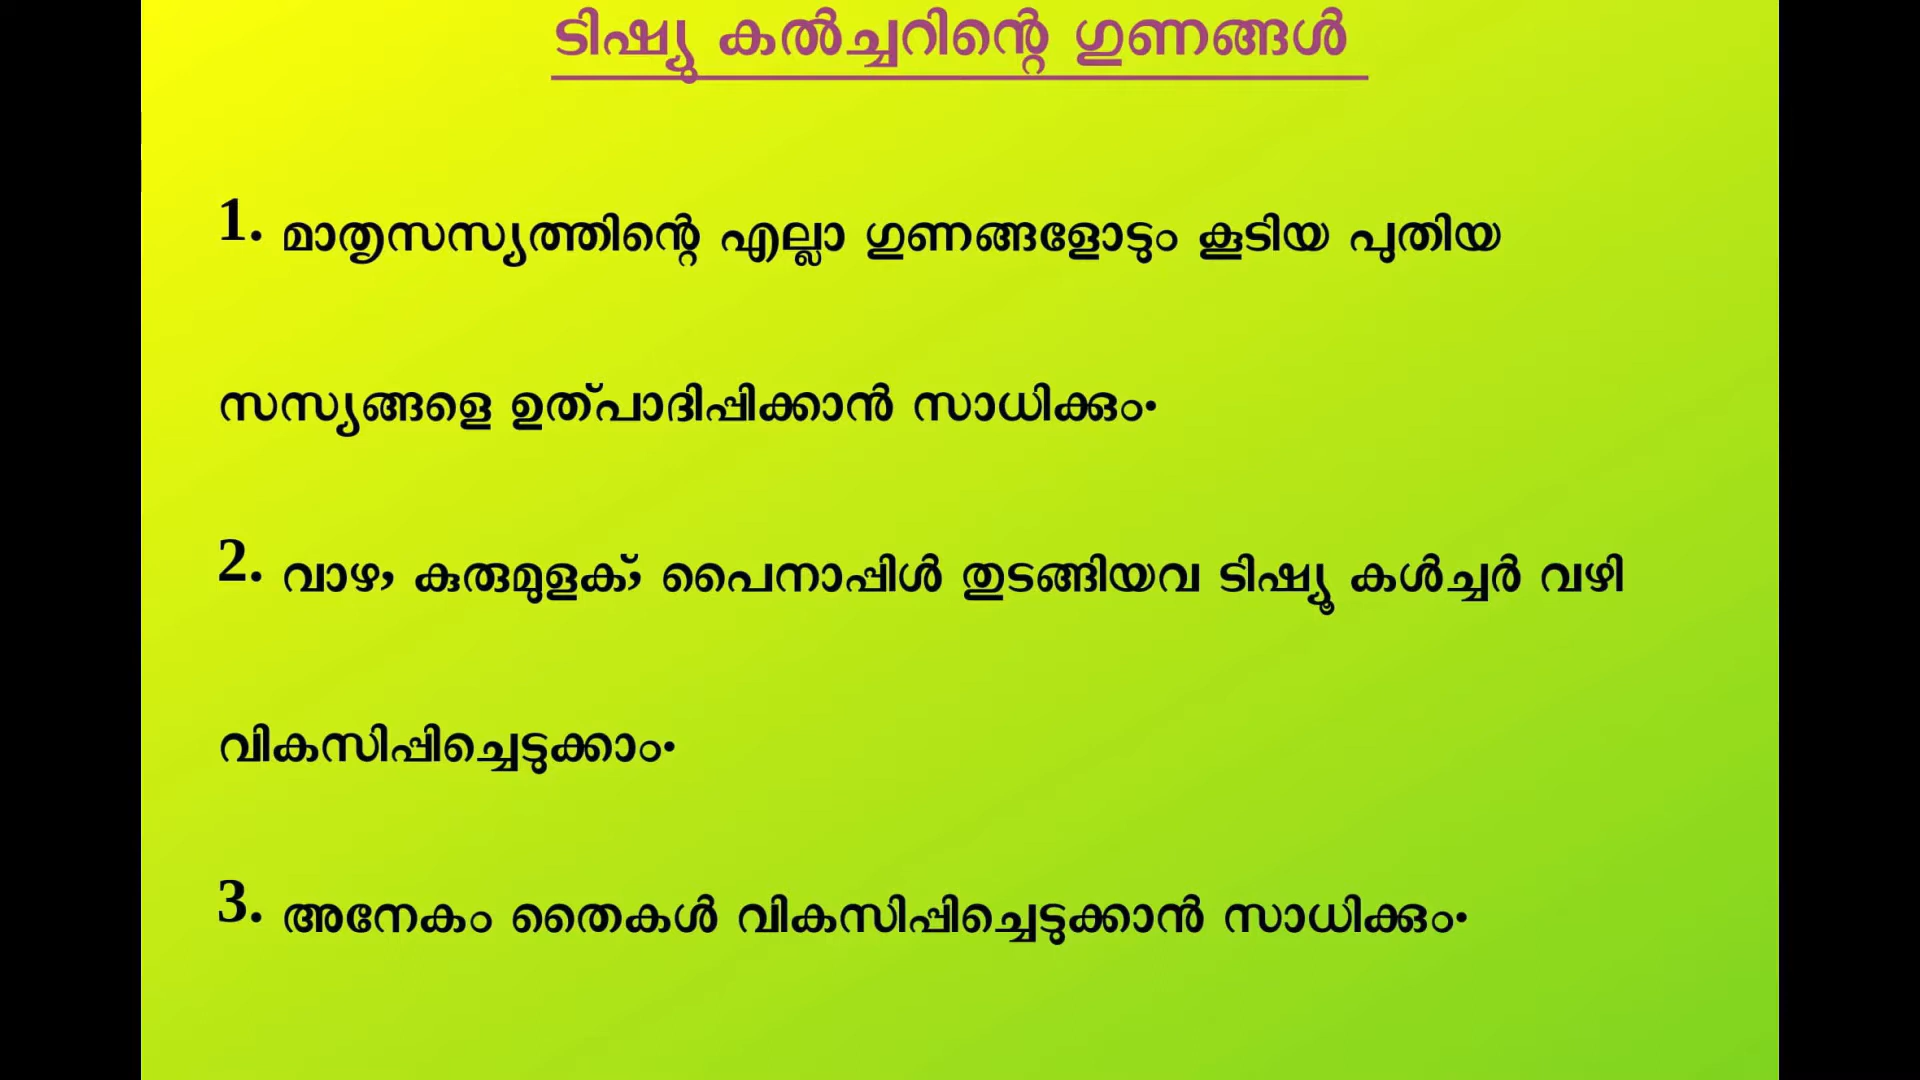 ടിഷ്യു കൽച്ചറിന്റെ ഗുണങ്ങൾ
1. മാതൃസസ്യത്തിന്റെ എല്ലാ ഗുണങ്ങളോടും കൂടിയ പുതിയ
സസ്യങ്ങളെ ഉത്പാദിപ്പിക്കാൻ സാധിക്കും.
2. വാഴ, കുരുമുളക്, പൈനാപ്പിൾ തുടങ്ങിയവ ടിഷ്യൂ കൾച്ചർ വഴി
വികസിപ്പിച്ചെടുക്കാം.
3. അനേകം തൈകൾ വികസിപ്പിച്ചെടുക്കാൻ സാധിക്കും.